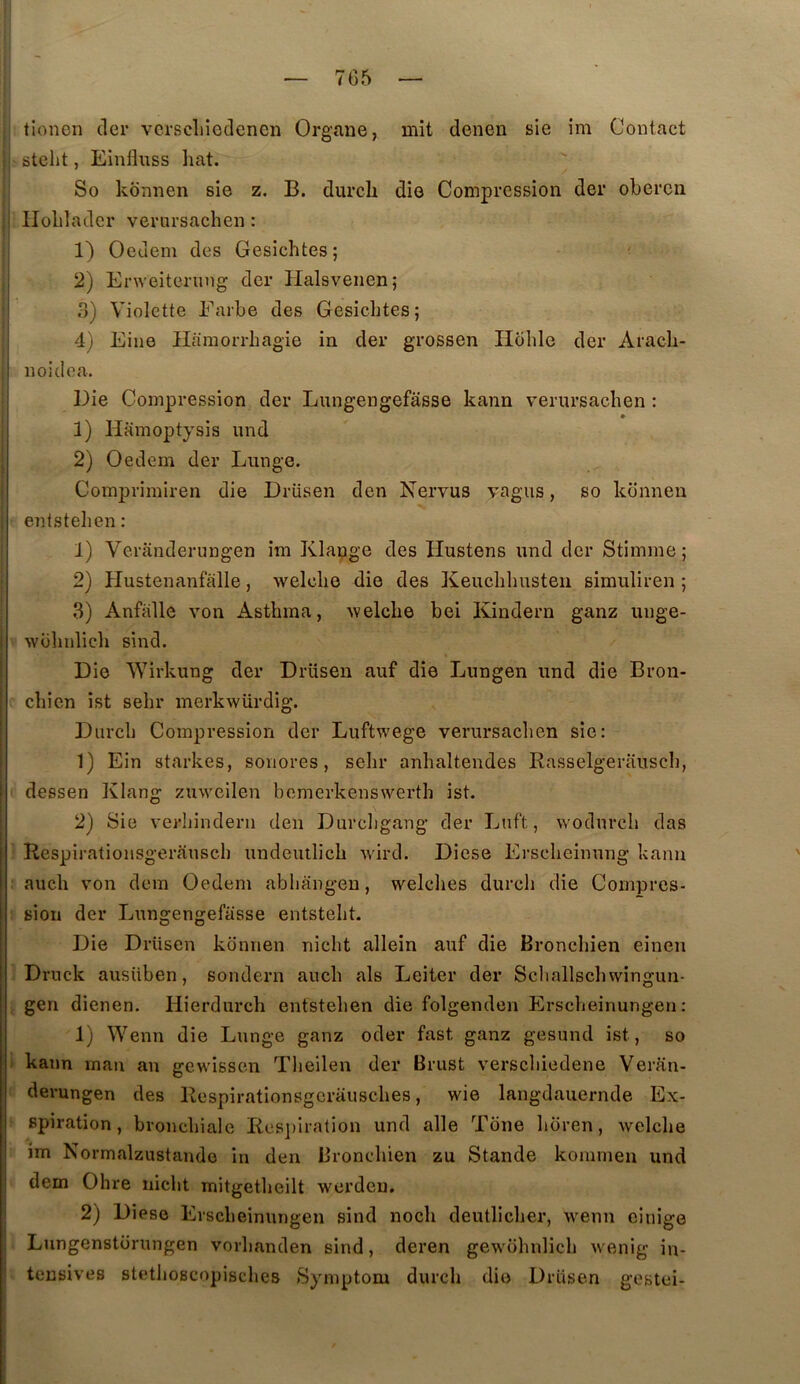 — 765 —
tionen der verschiedenen Organe, mit denen sie im Contact
steht, Einfluss hat.
So können sie z. B. durch die Compression der oberen
Hohlader verursachen:
1) Oedem des Gesichtes;
2) Erweiterung der Halsvenen;
3) Violette Farbe des Gesichtes;
4) Eine Hämorrhagie in der grossen Höhle der Arach-
noidea.
Die Compression der Lungengefässe kann verursachen:
1) Hämoptysis und
2) Oedem der Lunge.
Comprimiren die Drüsen den Nervus vagus, so können
entstehen:
1) Veränderungen im Klange des Hustens und der Stimme;
2) Hustenanfälle, welche die des Keuchhusten simuliren;
3) Anfälle von Asthma, welche bei Kindern ganz unge-
wöhnlich sind.
Die Wirkung der Drüsen auf die Lungen und die Bron-
chien ist sehr merkwürdig.
Durch Compression der Luftwege verursachen sie:
1) Ein starkes, sonores, sehr anhaltendes Rasselgeräusch,
dessen Klang zuweilen bemerkenswerth ist.
2) Sie verhindern den Durchgang der Luft, wodurch das
Respirationsgeräusch undeutlich wird. Diese Erscheinung kann
auch von dem Oedem abhängen, welches durch die Compres-
sion der Lungengefässe entsteht.
Die Drüsen können nicht allein auf die Bronchien einen
Druck ausüben, sondern auch als Leiter der Schallschwingun-
gen dienen. Hierdurch entstehen die folgenden Erscheinungen:
1) Wenn die Lunge ganz oder fast ganz gesund ist, so
kann man an gewissen Theilen der Brust verschiedene Verän-
derungen des Respirationsgeräusches, wie langdauernde Ex-
spiration, bronchiale Respiration und alle Töne hören, welche
im Normalzustande in den Bronchien zu Stande kommen und
dem Ohre nicht mitgetheilt werden.
2) Diese Erscheinungen sind noch deutlicher, wenn einige
Lungenstörungen vorhanden sind, deren gewöhnlich wenig in-
tensives stethoscopisches Symptom durch die Drüsen gestei-